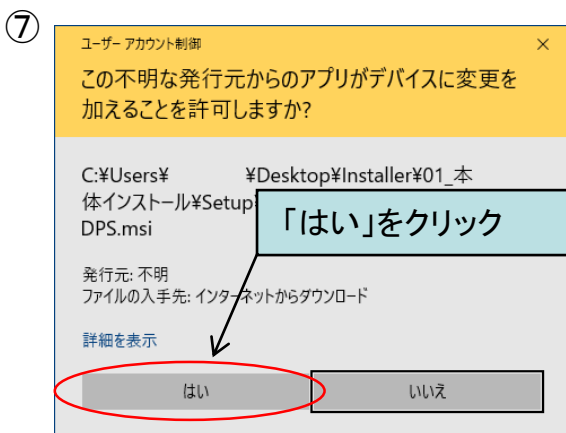 ⑦
ユーザー アカウント制御
この不明な発行元からのアプリがデバイスに変更を
加えることを許可しますか?
C:¥Users¥ ¥Desktop¥Installer¥01_本
体インストール¥Setup
DPS.msi
「はい」をクリック
発行元: 不明
ファイルの入手先: インターネットからダウンロード
詳細を表示
はい
いいえ